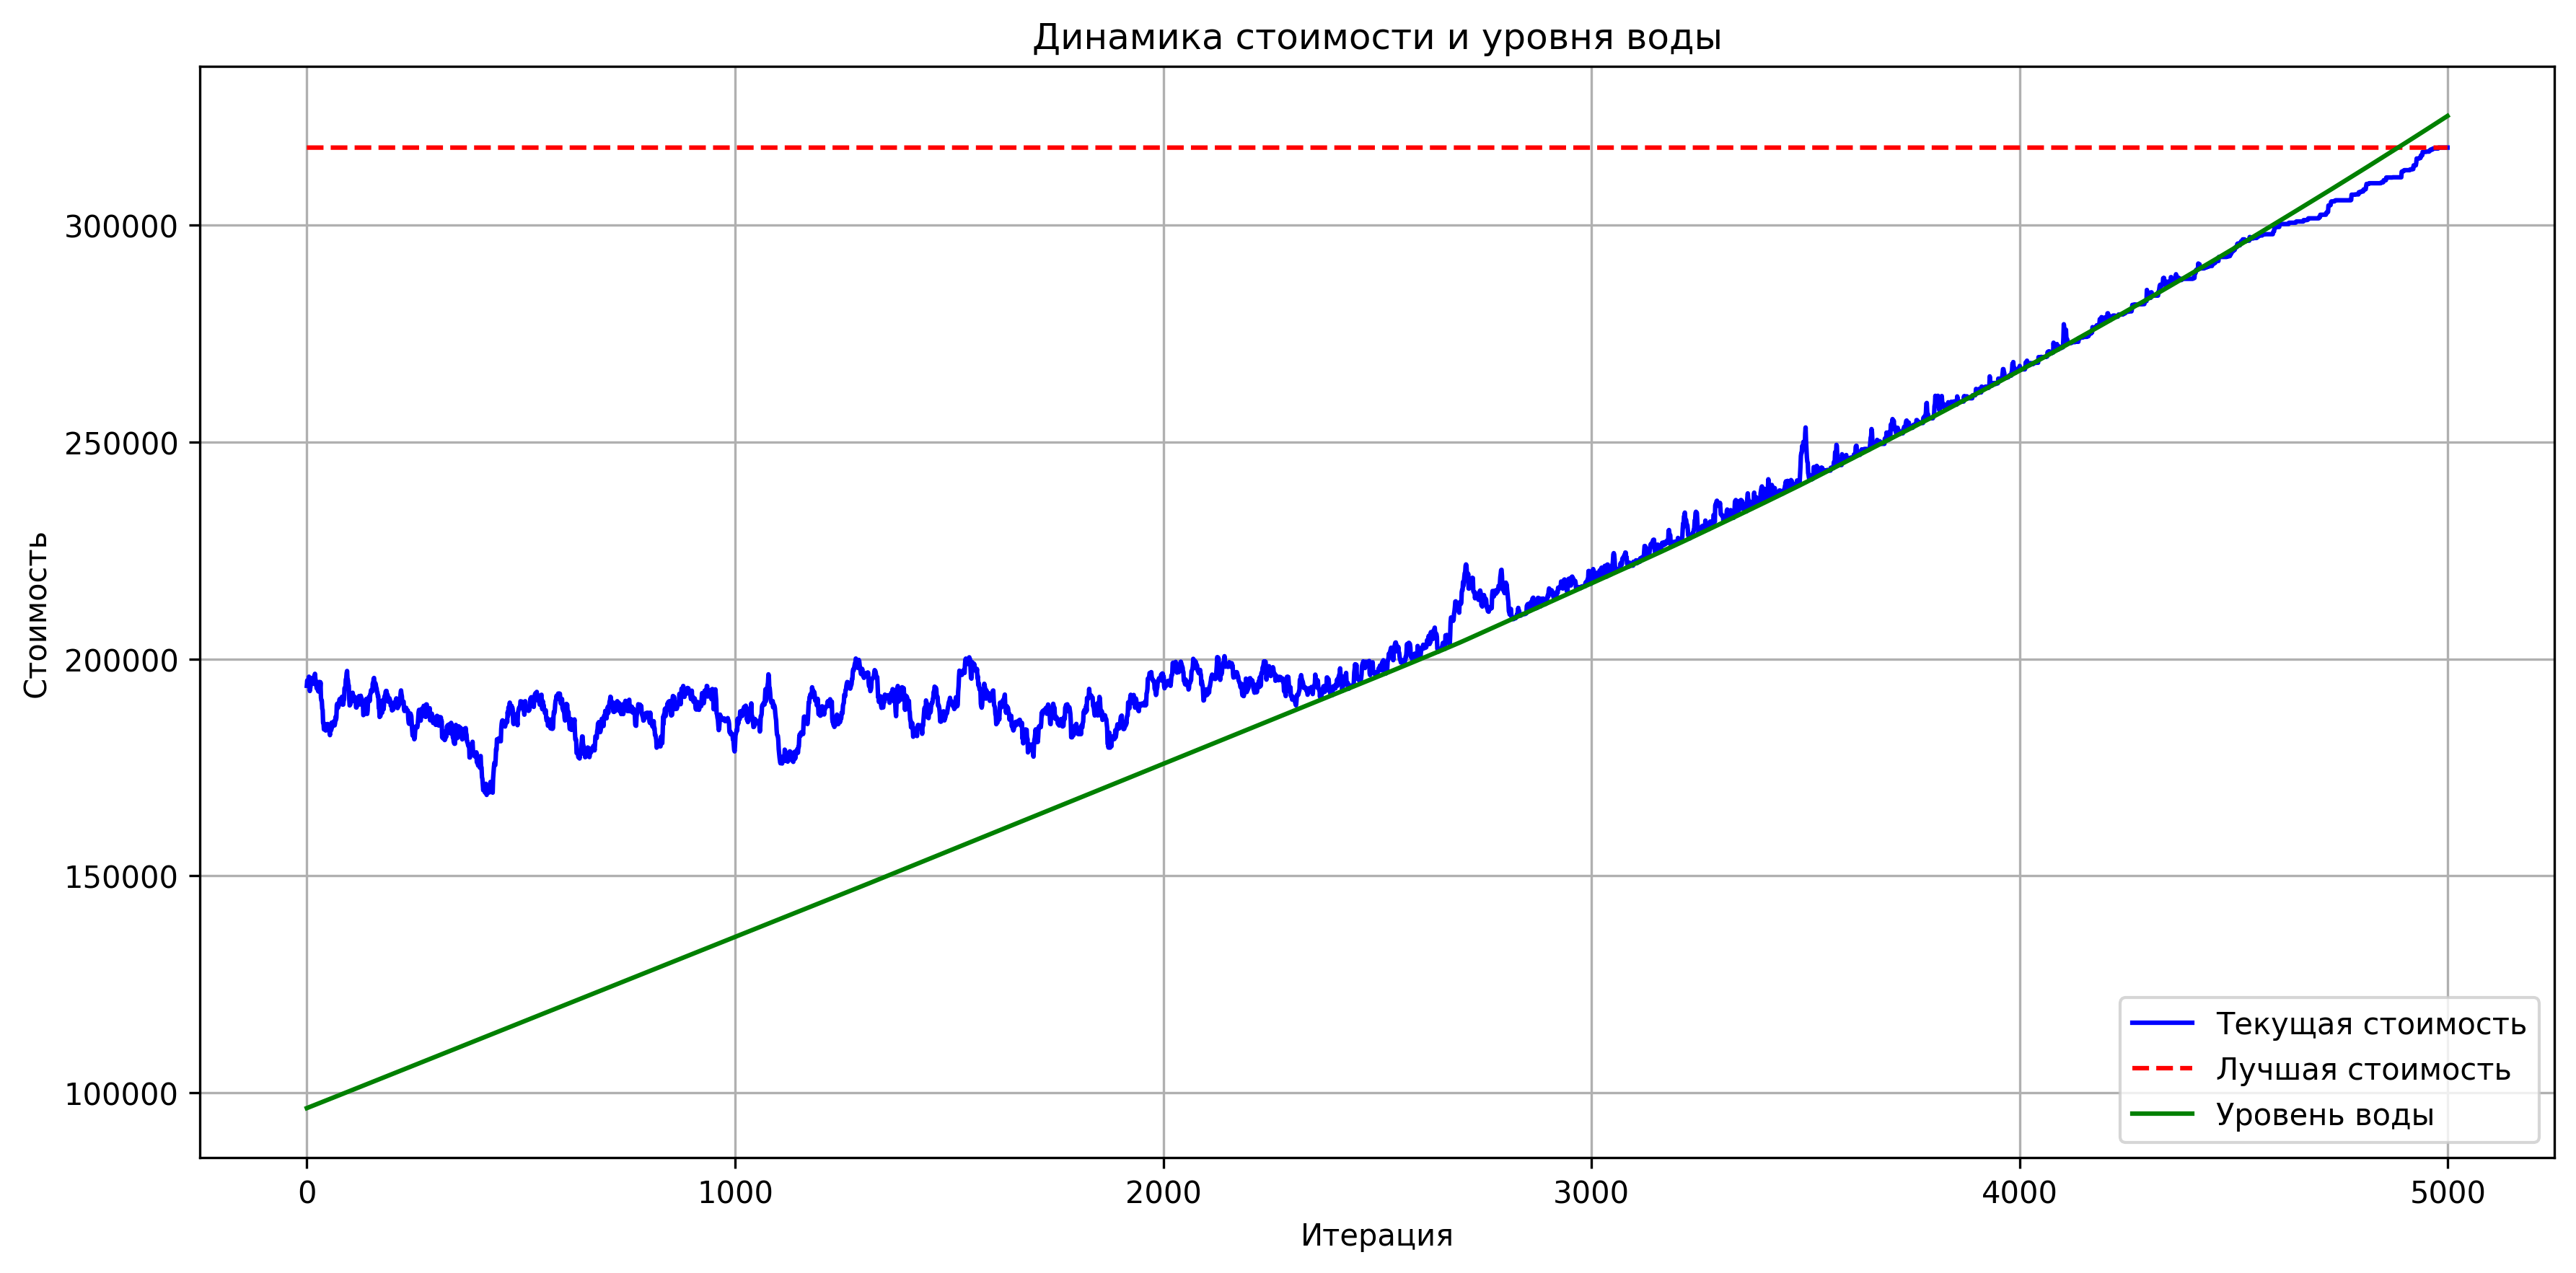 Динамика стоимости и уровня воды
Стоимость
300000
250000
200000
150000
100000
0
1000
2000
3000
4000
5000
Итерация
Текущая стоимость
Лучшая стоимость
Уровень воды